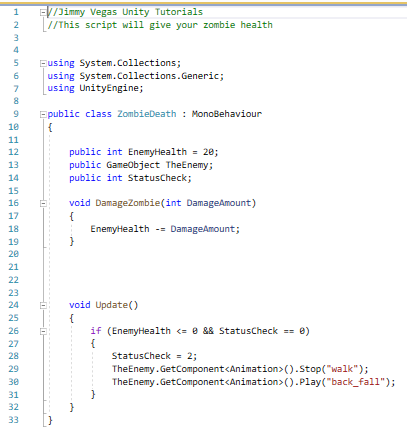 1 //Jimmy Vegas Unity Tutorials
2 //This script will give your zombie health
3
4
5 using System.Collections;
6 using System.Collections.Generic;
7 using UnityEngine;
8
9 public class ZombieDeath : MonoBehaviour
10 {
11
12 public int EnemyHealth = 20;
13 public GameObject TheEnemy;
14 public int StatusCheck;
15
16 void DamageZombie(int DamageAmount)
17 {
18 EnemyHealth -= DamageAmount;
19 }
20
21
22
23
24 void Update()
25 {
26 if (EnemyHealth <= 0 && StatusCheck == 0)
27 {
28 StatusCheck = 2;
29 TheEnemy.GetComponent<Animation>().Stop("walk");
30 TheEnemy.GetComponent<Animation>().Play("back_fall");
31 }
32 }
33 }